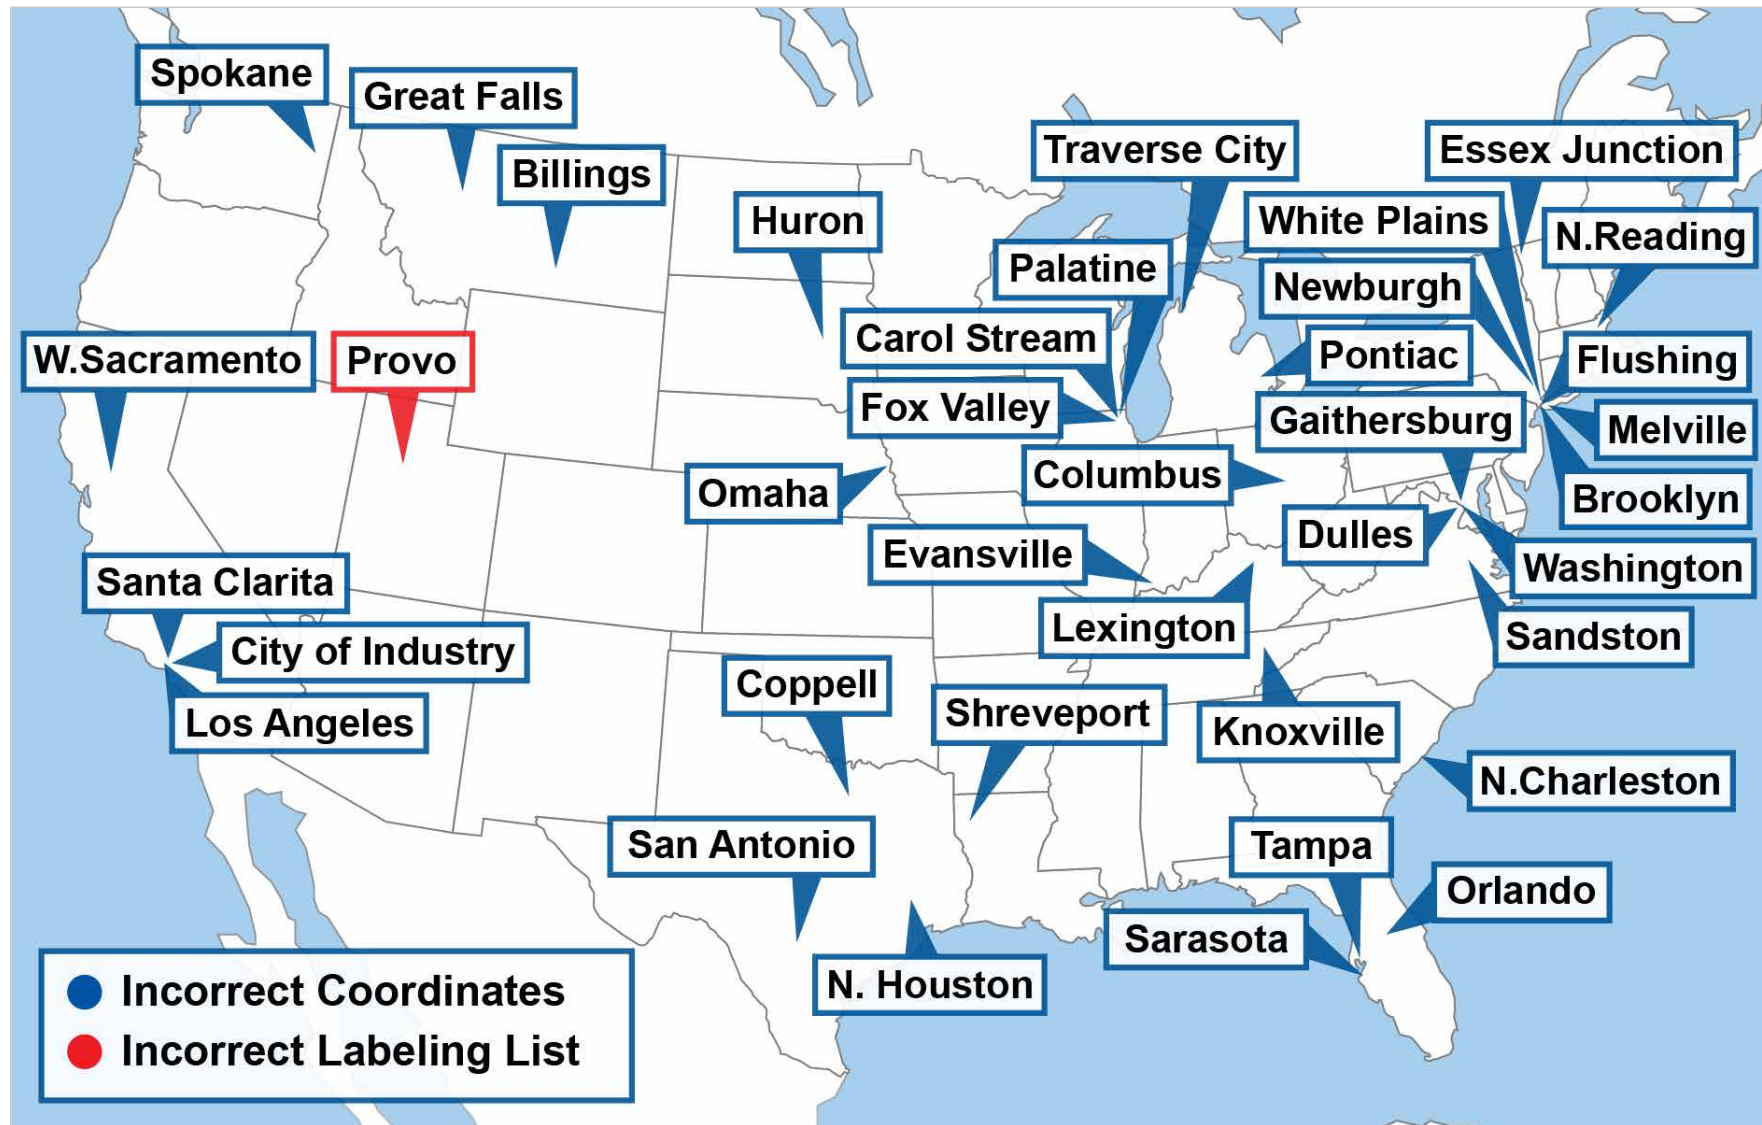 Spokane
Great Falls
Traverse City
Essex Junction
Billings
Huron
White Plains
N.Reading
Palatine
Newburgh
Carol Stream
Pontiac
Flushing
W.Sacramento
Provo
Fox Valley
Gaithersburg
Melville
Columbus
Omaha
Brooklyn
Dulles
Evansville
Washington
Santa Clarita
Lexington
Sandston
City of Industry
Coppell
Shreveport
Los Angeles
Knoxville
N.Charleston
San Antonio
Tampa
Orlando
Sarasota
N. Houston
Incorrect Coordinates
Incorrect Labeling List